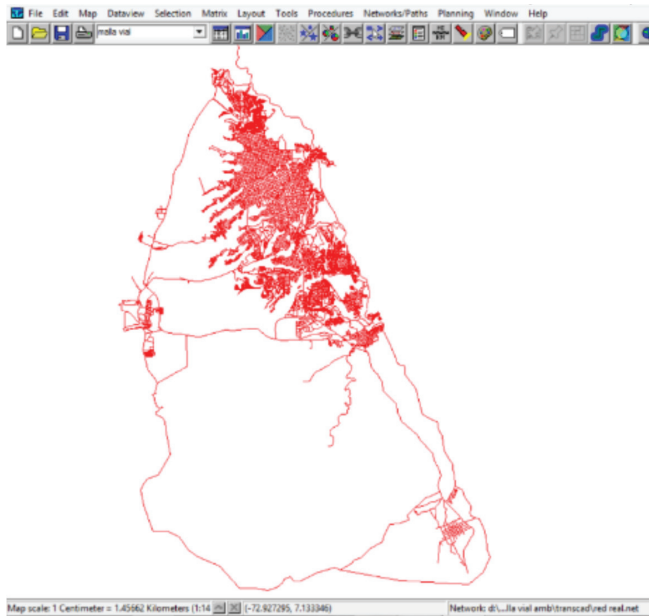 File Edit Map Dataview Selection Matrix Layout Tools Procedures Networks/Paths Planning Window Help
malla vial
Map scale: 1 Centimeter = 1.45662 Kilometers (1:14 (-72.927295, 7.133346) Network: d:\...lla vial amb\transcad\red real.net